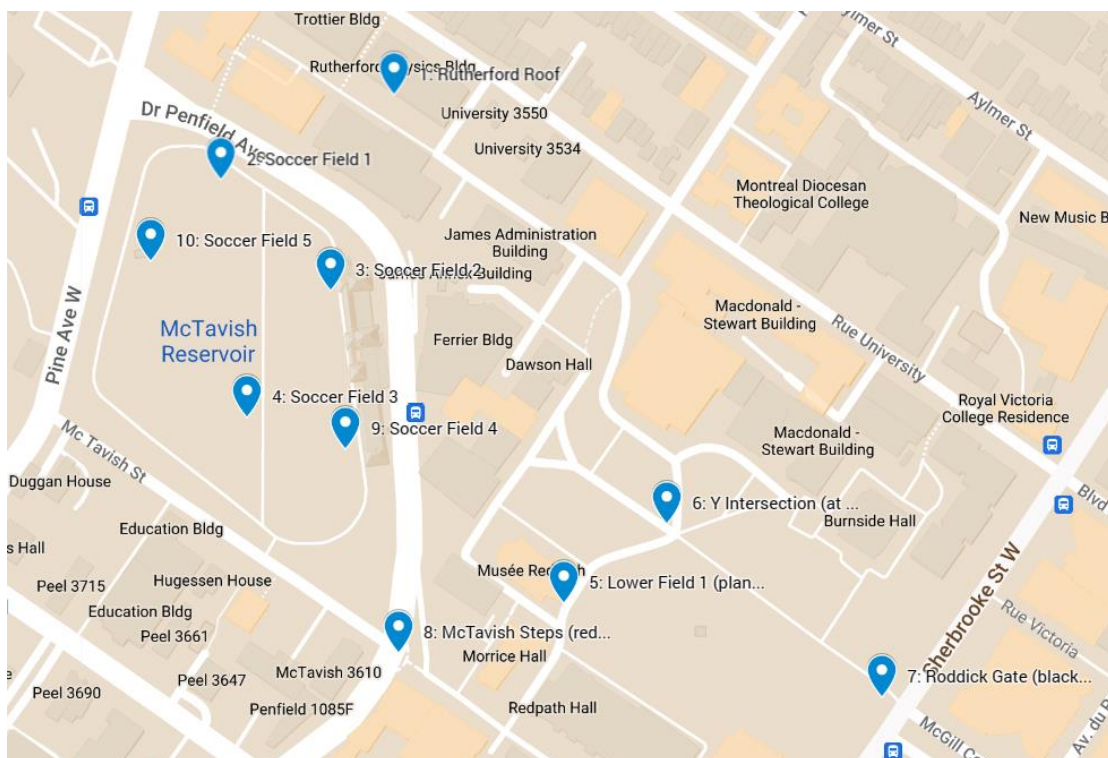 Trottier Bldg
Aylmer St
Rutherford Physics Bldg
1: Rutherford Roof
Aylmer St
Dr Penfield Ave
University 3550
2: Soccer Field 1
University 3534
Montreal Diocesan
Theological College
New Music B
10: Soccer Field 5
James Administration
Building
3: Soccer Field 2
James Annex Building
Pine Ave W
McTavish
Reservoir
Macdonald -
Stewart Building
Ferrier Bldg
Rue University
Dawson Hall
4: Soccer Field 3
Royal Victoria
College Residence
9: Soccer Field 4
Macdonald -
Stewart Building
Mc Tavish St
Duggan House
Blvd
6: Y Intersection (at ...
Education Bldg
Burnside Hall
s Hall
Musée Redpath
Peel 3715
Hugessen House
5: Lower Field 1 (plan...
Education Bldg
Sherbrooke St W
Rue Victoria
Peel 3661
8: McTavish Steps (red...
Morrice Hall
McTavish 3610
e
Peel 3647
7: Roddick Gate (black...
Peel 3690
Penfield 1085F
Redpath Hall
McGill Co
Av. du P